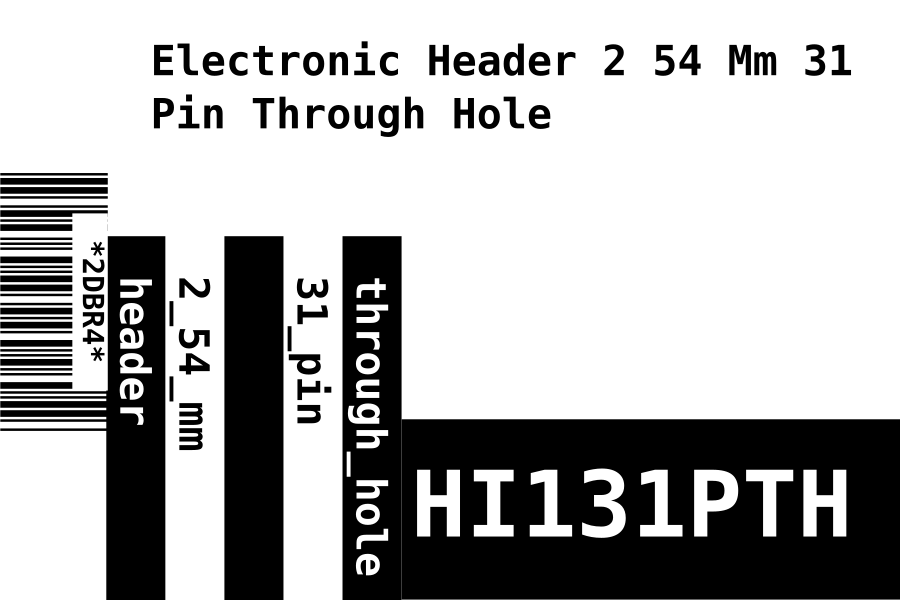 Electronic Header 2 54 Mm 31
Pin Through Hole
*2DBR4*
header
2_54_mm
31_pin
through_hole
HI131PTH